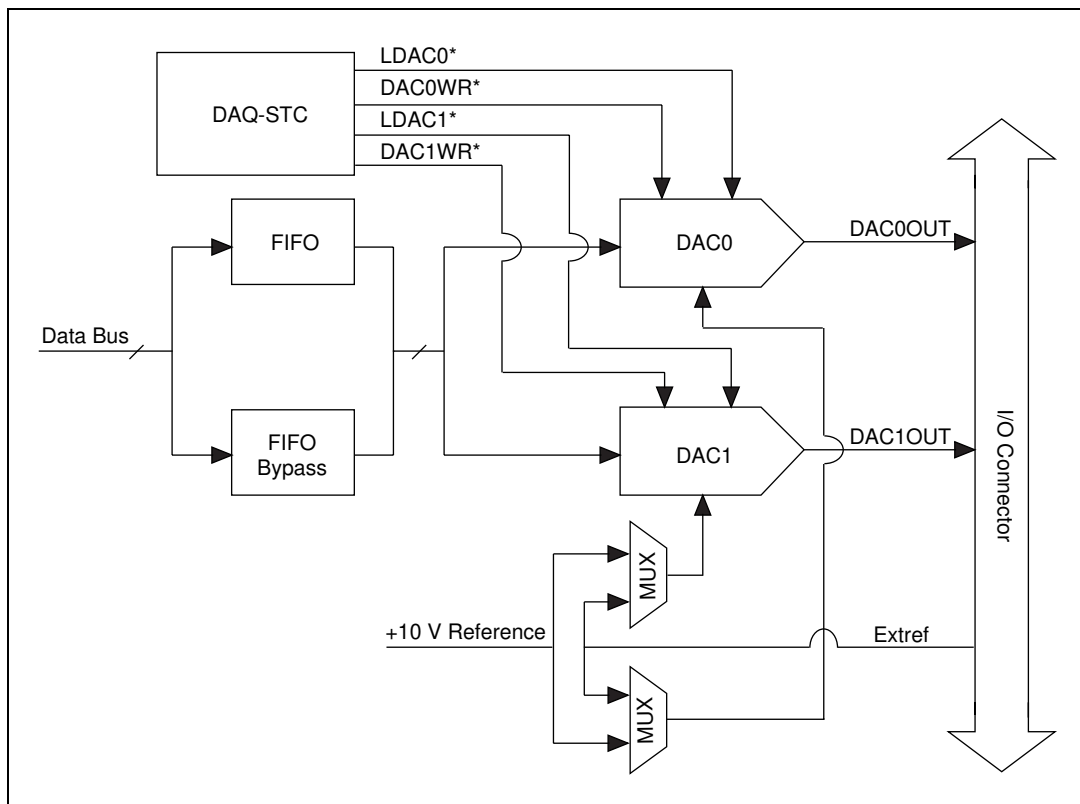 LDAC0*
DAC0WR*
DAQ-STC
LDAC1*
DAC1WR*
FIFO
DAC0
DAC0OUT
Data Bus
FIFO
Bypass
DAC1
DAC1OUT
I/O Connector
MUX
+10 V Reference
Extref
MUX